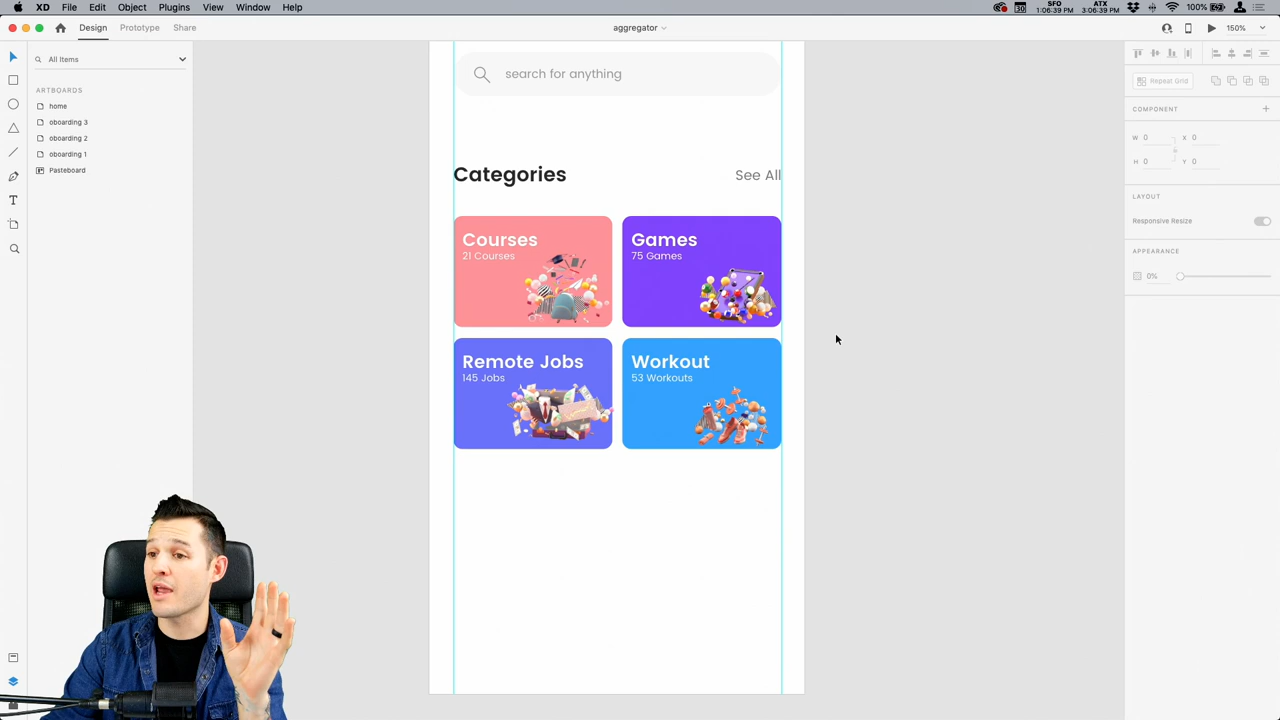 XD File Edit Object Plugins View Window Help
30
SFO
1:06:39 PM
ATX
3:06:39 PM
100%
Design Prototype Share
aggregator
150%
All Items
ARTBOARDS
home
oboarding 3
oboarding 2
oboarding 1
Pasteboard
T
search for anything
Categories
See All
Courses
21 Courses
Games
75 Games
Remote Jobs
145 Jobs
Workout
53 Workouts
Repeat Grid
COMPONENT
W 0 X 0
H 0 Y 0
LAYOUT
Responsive Resize
APPEARANCE
0%